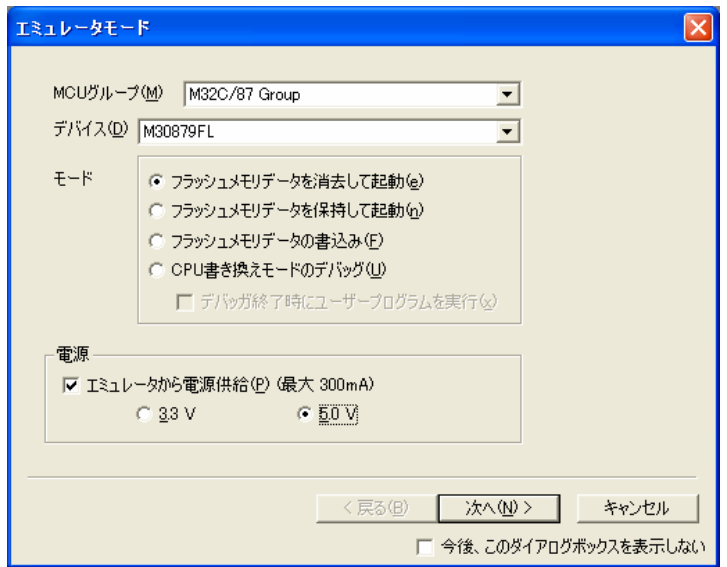 エミュレータモード
MCUグループ(M) M32C/87 Group
デバイス(D) M30879FL
モード
フラッシュメモリデータを消去して起動(e)
フラッシュメモリデータを保持して起動(n)
フラッシュメモリデータの書込み(F)
CPU書き換えモードのデバッグ(U)
デバッガ終了時にユーザープログラムを実行(x)
電源
エミュレータから電源供給(P) (最大 300mA)
3.3 V 5.0 V
< 戻る(B) 次へ(N) > キャンセル
今後、このダイアログボックスを表示しない